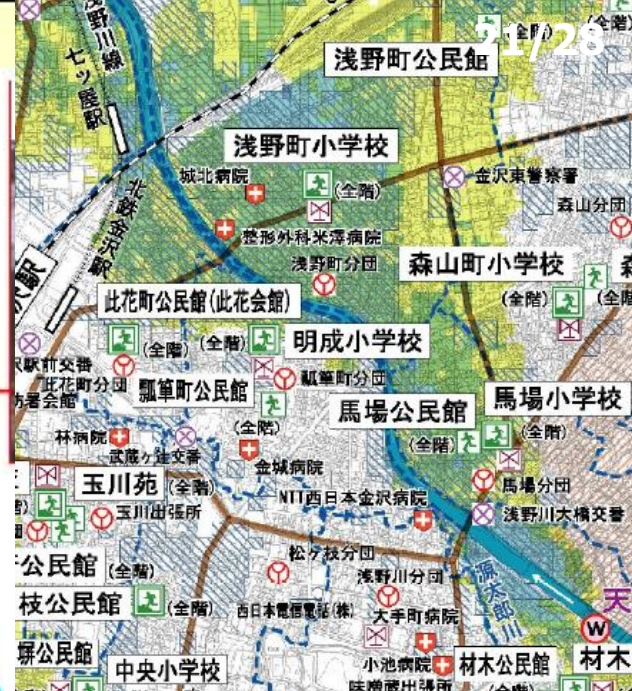 浅野川線
21/28
(全階)
七ツ屋駅
浅野町公民館
浅野町小学校
城北病院
(全階)
金沢東警察署
森山分団
北鉄金沢駅
整形外科米澤病院
浅野町分団
森山町小学校
(全階)
此花町公民館(此花会館)
(全階)
(全階)
明成小学校
駅前交番
此花町分団
瓢箪町公民館
瓢箪町分団
馬場小学校
馬場公民館
(全階)
(全階)
(全階)
林病院
武蔵ヶ辻交番
金城病院
玉川苑
(全階)
玉川出張所
NTT西日本金沢病院
馬場分団
浅野川大橋交番
松ヶ枝分団
公民館
(全階)
浅野川分団
源太郎川
枝公民館
(全階)
西日本電信電話(株)
大手町病院
天
W
公民館
中央小学校
小池病院
材木公民館
材木
味噌蔵出張所